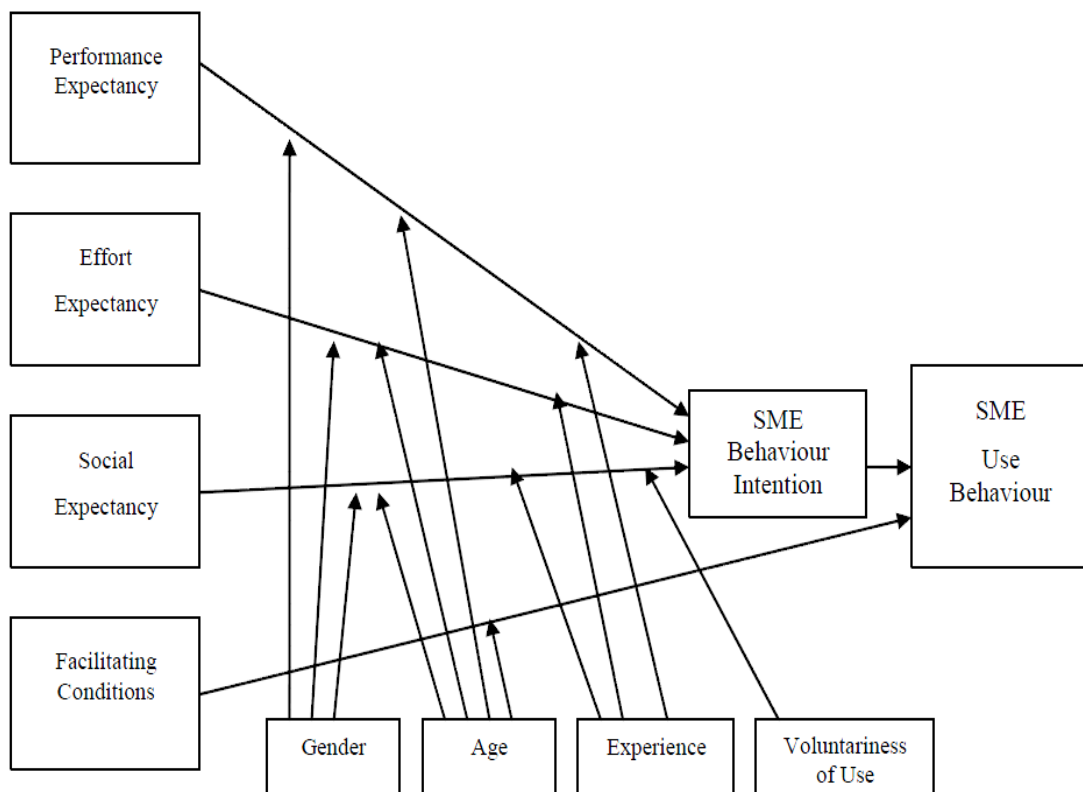 Performance
Expectancy
Effort
Expectancy
Social
Expectancy
Facilitating
Conditions
SME
Behaviour
Intention
SME
Use
Behaviour
Gender
Age
Experience
Voluntariness
of Use